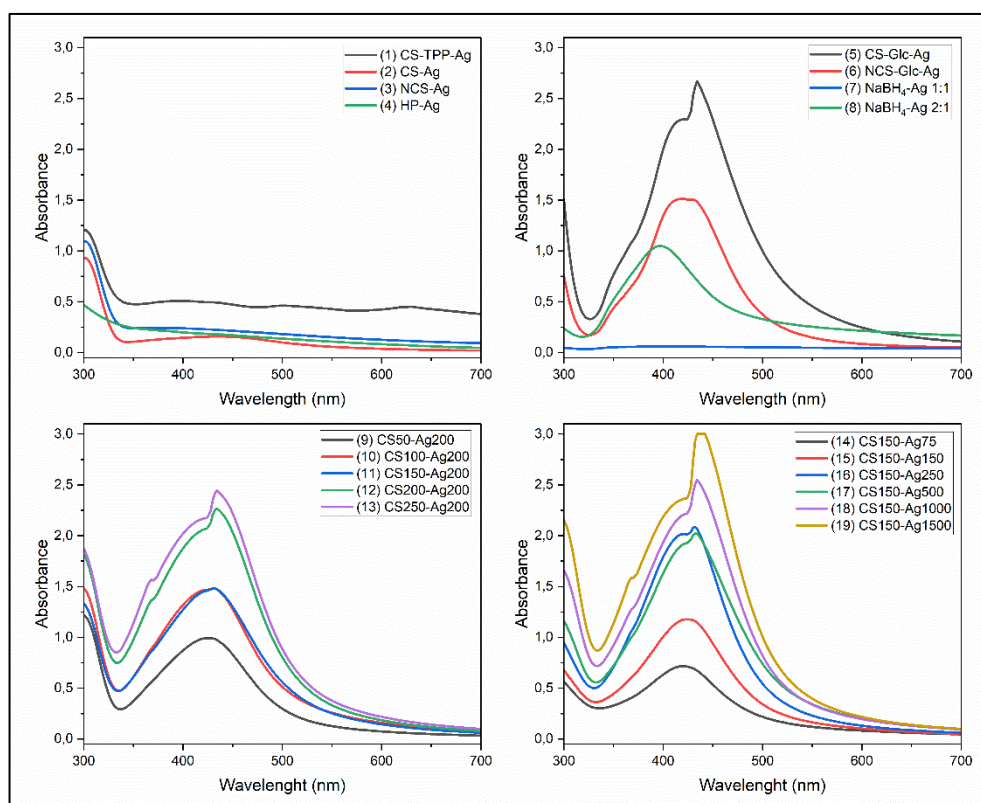 3,0
2,5
2,0
1,5
1,0
0,5
0,0
Absorbance
(1) CS-TPP-Ag
(2) CS-Ag
(3) NCS-Ag
(4) HP-Ag
300 400 500 600 700
Wavelength (nm)
3,0
2,5
2,0
1,5
1,0
0,5
0,0
Absorbance
(5) CS-Glc-Ag
(6) NCS-Glc-Ag
(7) NaBH₄-Ag 1:1
(8) NaBH₄-Ag 2:1
300 400 500 600 700
Wavelength (nm)
3,0
2,5
2,0
1,5
1,0
0,5
0,0
Absorbance
(9) CS50-Ag200
(10) CS100-Ag200
(11) CS150-Ag200
(12) CS200-Ag200
(13) CS250-Ag200
300 400 500 600 700
Wavelenght (nm)
3,0
2,5
2,0
1,5
1,0
0,5
0,0
Absorbance
(14) CS150-Ag75
(15) CS150-Ag150
(16) CS150-Ag250
(17) CS150-Ag500
(18) CS150-Ag1000
(19) CS150-Ag1500
300 400 500 600 700
Wavelenght (nm)